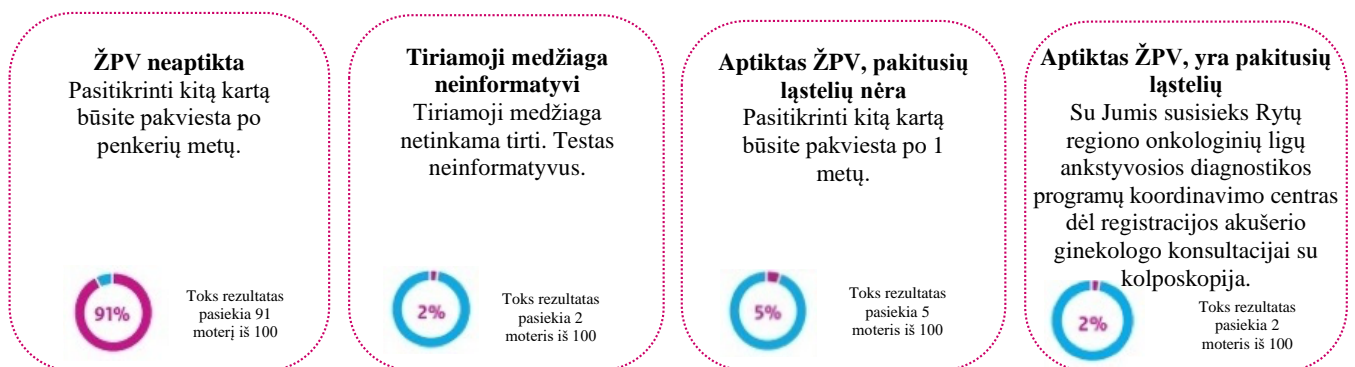 ŽPV neaptikta
Pasitikrinti kitą kartą
būsite pakviesta po
penkerių metų.
91%
Toks rezultatas
pasiekia 91
moterį iš 100
Tiriamoji medžiaga
neinformatyvi
Tiriamoji medžiaga
netinkama tirti. Testas
neinformatyvus.
2%
Toks rezultatas
pasiekia 2
moteris iš 100
Aptiktas ŽPV, pakitusių
ląstelių nėra
Pasitikrinti kitą kartą
būsite pakviesta po 1
metų.
5%
Toks rezultatas
pasiekia 5
moteris iš 100
Aptiktas ŽPV, yra pakitusių
ląstelių
Su Jumis susisieks Rytų
regiono onkologinių ligų
ankstyvosios diagnostikos
programų koordinavimo centras
dėl registracijos akušerio
ginekologo konsultacijai su
kolposkopija.
2%
Toks rezultatas
pasiekia 2
moteris iš 100